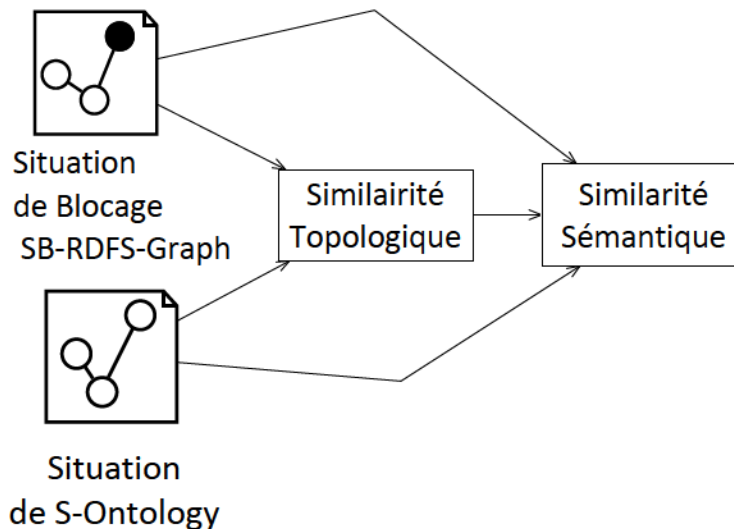 Situation
de Blocage
SB-RDFS-Graph
Similairité
Topologique
Similarité
Sémantique
Situation
de S-Ontology